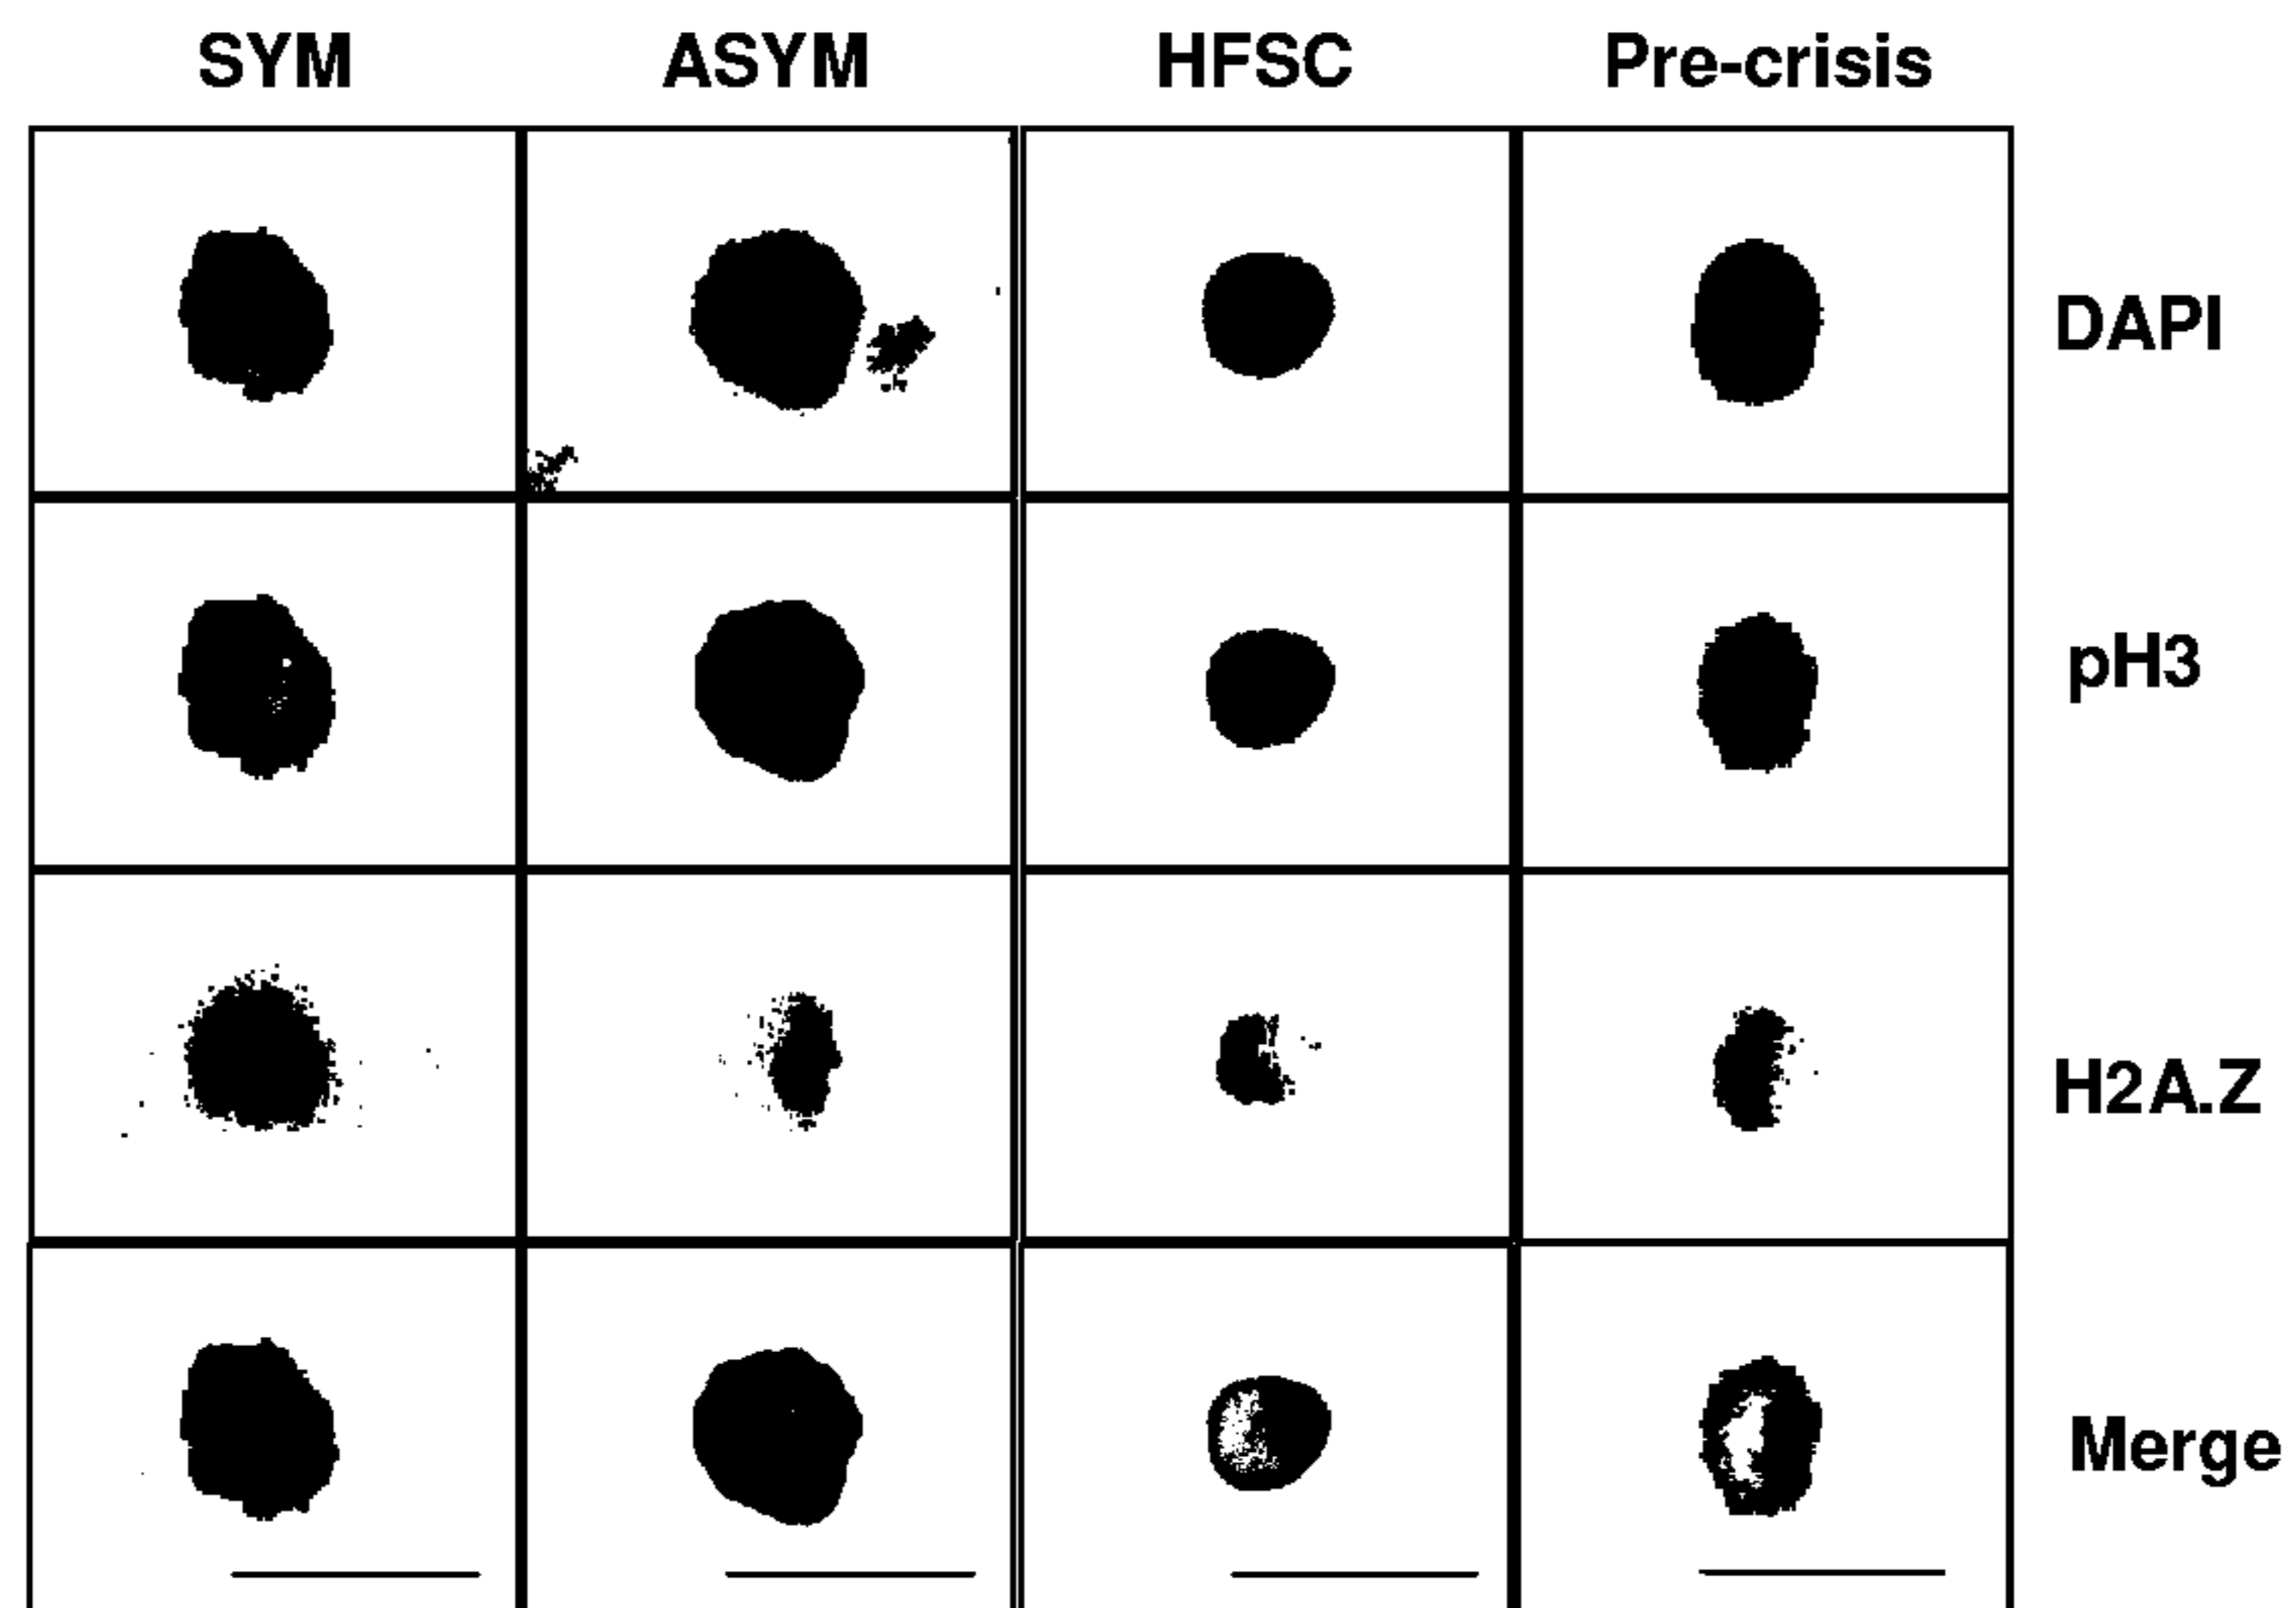 SYM ASYM HFSC Pre-crisis
DAPI
pH3
H2A.Z
Merge